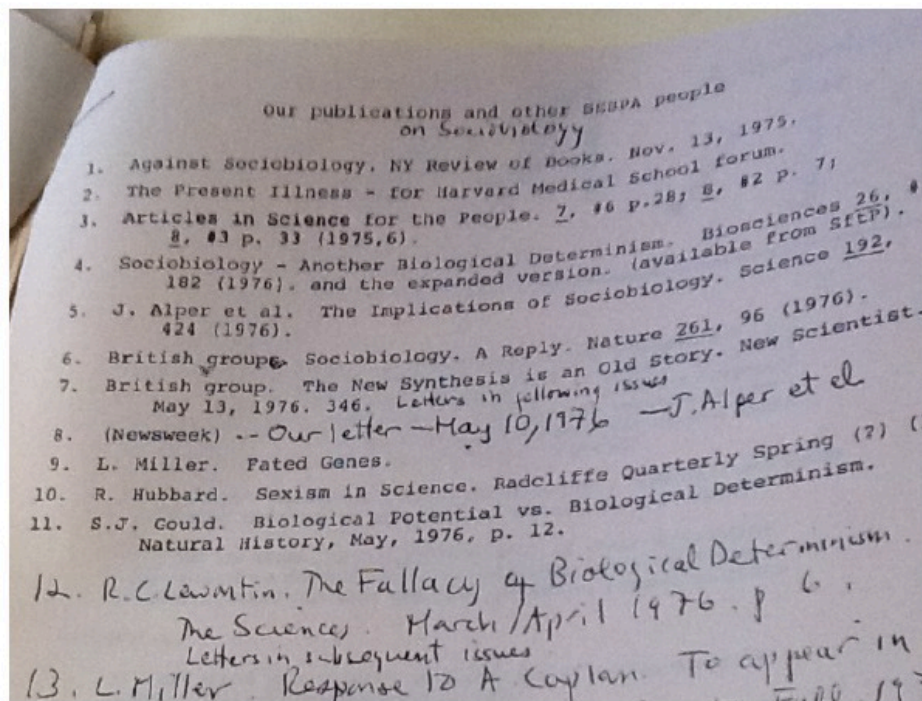 Our publications and other SESPA people
on Sociobiology
1. Against Sociobiology. NY Review of Books. Nov. 13, 1975.
2. The Present Illness - for Harvard Medical School forum.
3. Articles in Science for the People. 7, #6 p.28; 8, #2 p. 7;
8, #3 p. 33 (1975,6).
4. Sociobiology - Another Biological Determinism. Biosciences 26, #
182 (1976). and the expanded version. (available from SftP).
5. J. Alper et al. The Implications of Sociobiology. Science 192,
424 (1976).
6. British group. Sociobiology. A Reply. Nature 261, 96 (1976).
7. British group. The New Synthesis is an Old Story. New Scientist.
May 13, 1976. 346. Letters in following issues
8. (Newsweek) -- Our letter - May 10, 1976 - J. Alper et al
9. L. Miller. Fated Genes.
10. R. Hubbard. Sexism in Science. Radcliffe Quarterly Spring (?) (
11. S.J. Gould. Biological Potential vs. Biological Determinism.
Natural History, May, 1976, p. 12.
12. R.C. Lewontin. The Fallacy of Biological Determinism.
The Sciences. March/April 1976. p 6.
Letters in subsequent issues
13. L. Miller. Response to A Caplan. To appear in